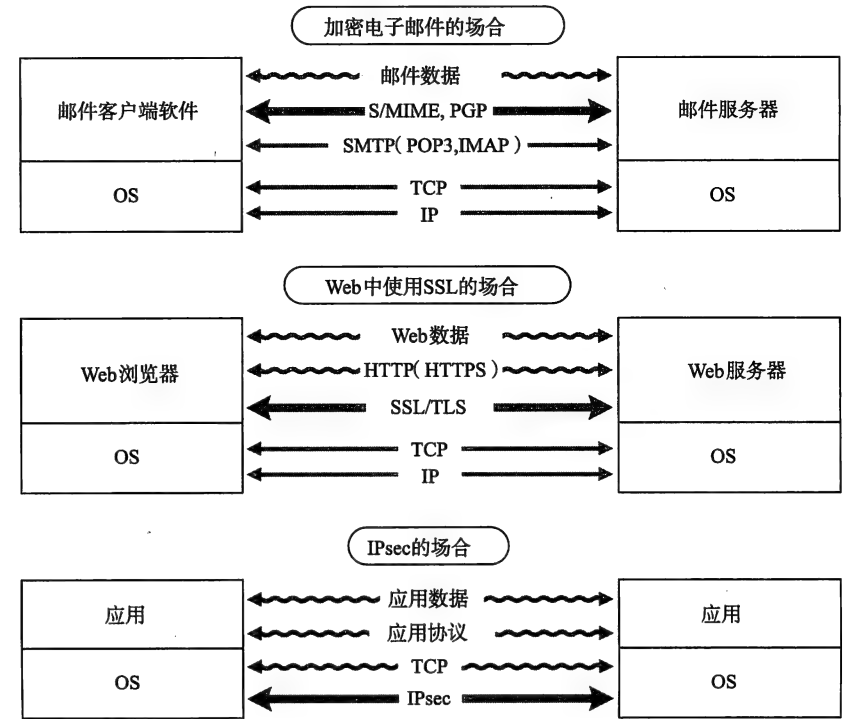 加密电子邮件的场合
邮件客户端软件
邮件数据
S/MIME, PGP
SMTP( POP3,IMAP )
邮件服务器
OS
TCP
IP
OS
Web中使用SSL的场合
Web浏览器
Web数据
HTTP( HTTPS )
SSL/TLS
Web服务器
OS
TCP
IP
OS
IPsec的场合
应用
应用数据
应用协议
应用
OS
TCP
IPsec
OS